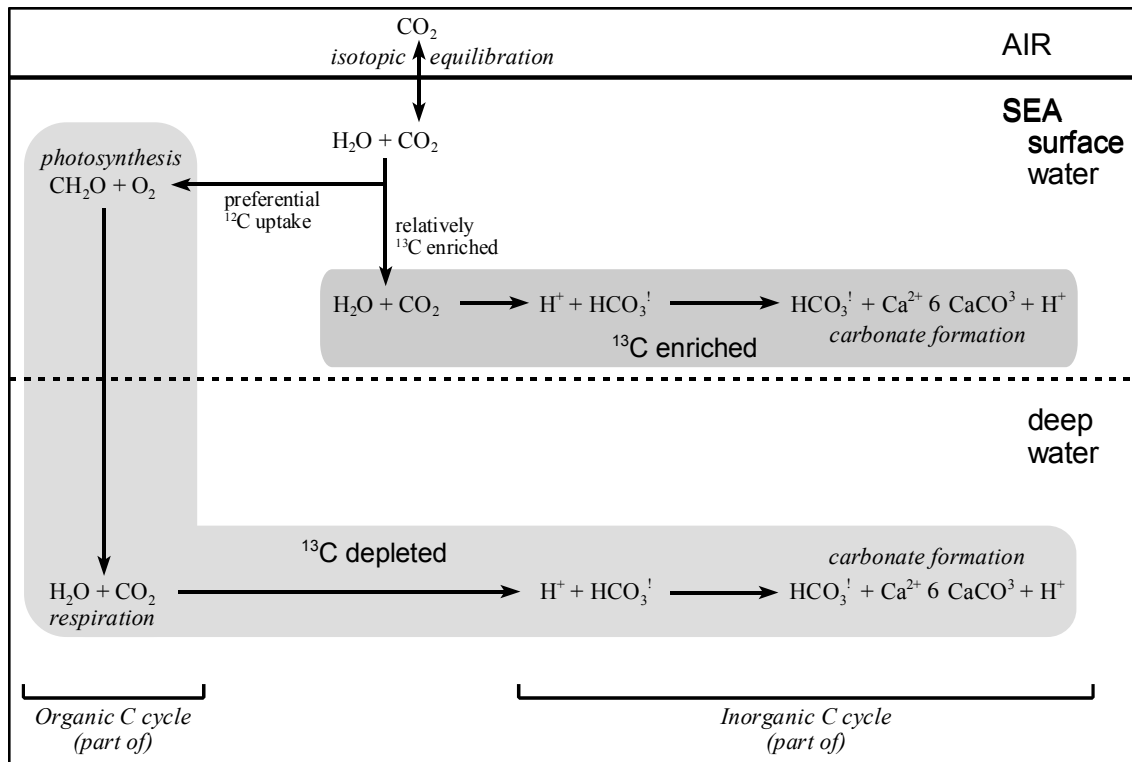 CO₂
isotopic equilibration
AIR
H₂O + CO₂
SEA
surface
water
photosynthesis
CH₂O + O₂
preferential
¹²C uptake
relatively
¹³C enriched
H₂O + CO₂
H⁺ + HCO₃!
HCO₃! + Ca²⁺ 6 CaCO³ + H⁺
carbonate formation
¹³C enriched
deep
water
¹³C depleted
carbonate formation
H₂O + CO₂
respiration
H⁺ + HCO₃!
HCO₃! + Ca²⁺ 6 CaCO³ + H⁺
Organic C cycle
(part of)
Inorganic C cycle
(part of)